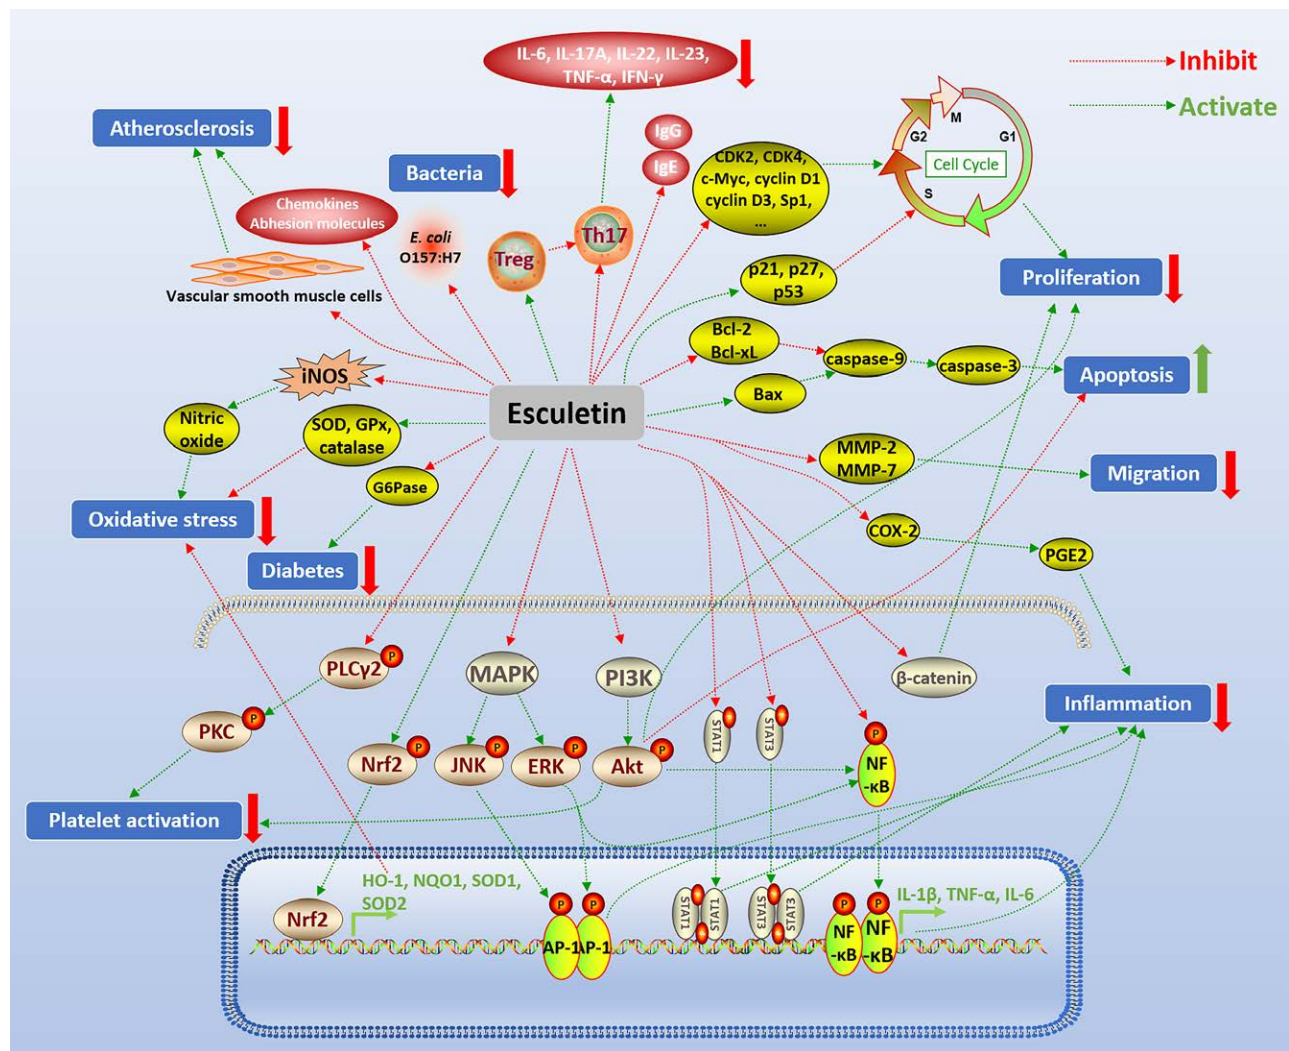 IL-6, IL-17A, IL-22, IL-23,
TNF-α, IFN-γ
Inhibit
Activate
Atherosclerosis
Bacteria
IgG
IgE
CDK2, CDK4,
c-Myc, cyclin D1
cyclin D3, Sp1,
...
G2
M
G1
S
Cell Cycle
Chemokines
Abhesion molecules
E. coli
O157:H7
Treg
Th17
Vascular smooth muscle cells
p21, p27,
p53
Proliferation
iNOS
Bcl-2
Bcl-xL
caspase-9
caspase-3
Apoptosis
Bax
Esculetin
Nitric
oxide
SOD, GPx,
catalase
G6Pase
MMP-2
MMP-7
Migration
Oxidative stress
COX-2
PGE2
Diabetes
PLCγ2
P
MAPK
PI3K
β-catenin
Inflammation
PKC
P
STAT1
STAT3
Nrf2
P
JNK
P
ERK
P
Akt
P
P
NF
-κB
Platelet activation
HO-1, NQO1, SOD1,
SOD2
Nrf2
P
P
AP-1
AP-1
STAT1
STAT1
STAT3
STAT3
P
P
NF
-κB
NF
-κB
IL-1β, TNF-α, IL-6